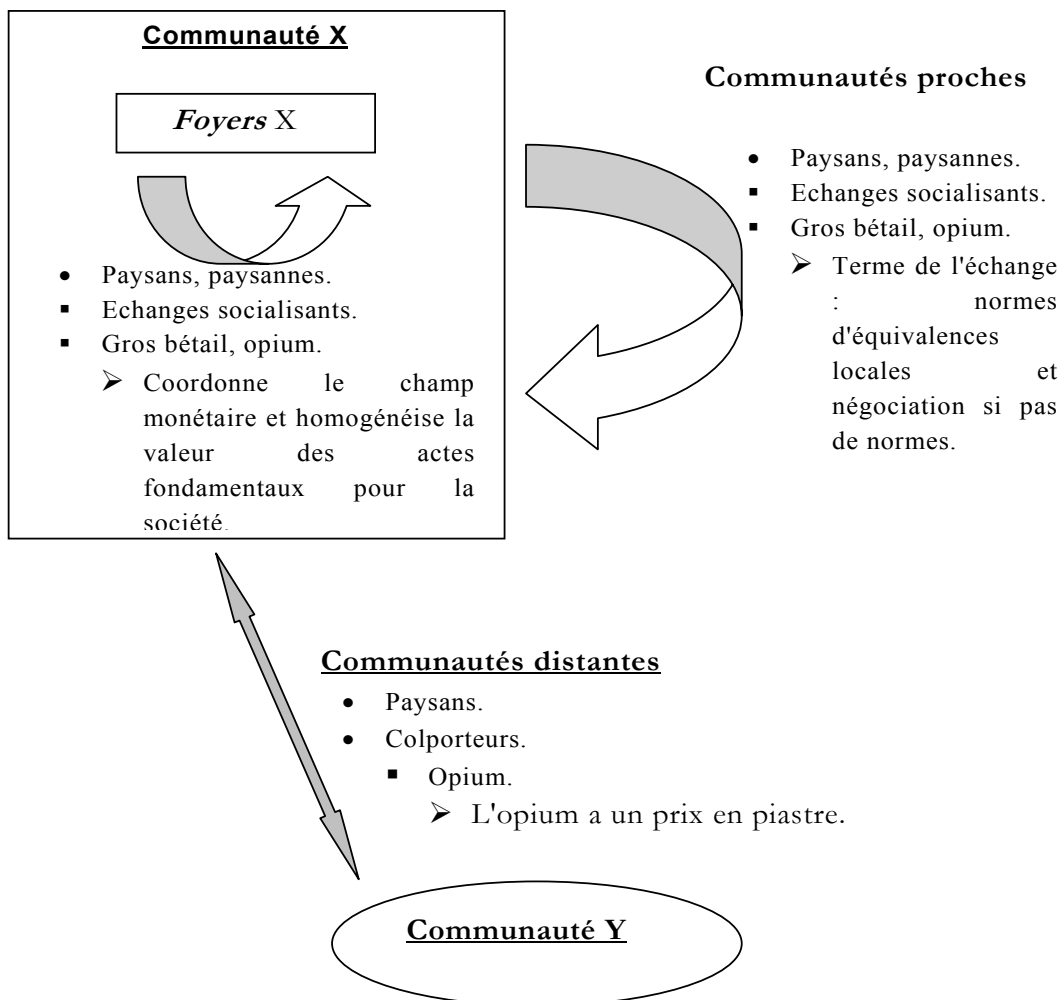 Communauté X
Foyers X
• Paysans, paysannes.
▪ Echanges socialisants.
▪ Gros bétail, opium.
➢ Coordonne le champ
monétaire et homogénéise la
valeur des actes
fondamentaux pour la
société.
Communautés proches
• Paysans, paysannes.
▪ Echanges socialisants.
▪ Gros bétail, opium.
➢ Terme de l'échange
: normes
d'équivalences
locales et
négociation si pas
de normes.
Communautés distantes
• Paysans.
• Colporteurs.
▪ Opium.
➢ L'opium a un prix en piastre.
Communauté Y